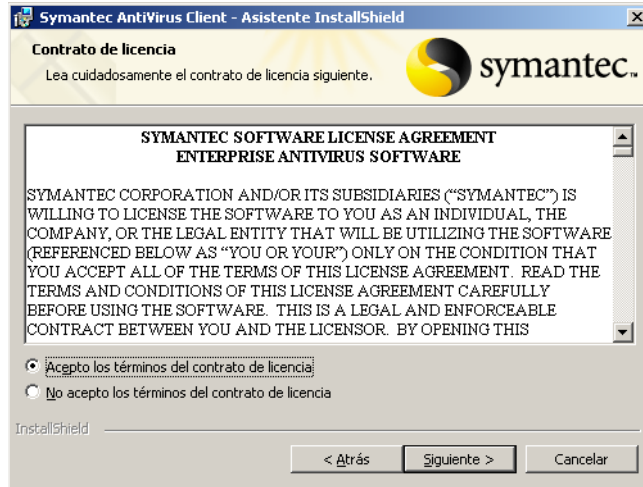 Symantec AntiVirus Client - Asistente InstallShield
Contrato de licencia
Lea cuidadosamente el contrato de licencia siguiente.
symantec™
SYMANTEC SOFTWARE LICENSE AGREEMENT
ENTERPRISE ANTIVIRUS SOFTWARE
SYMANTEC CORPORATION AND/OR ITS SUBSIDIARIES (“SYMANTEC”) IS
WILLING TO LICENSE THE SOFTWARE TO YOU AS AN INDIVIDUAL, THE
COMPANY, OR THE LEGAL ENTITY THAT WILL BE UTILIZING THE SOFTWARE
(REFERENCED BELOW AS “YOU OR YOUR”) ONLY ON THE CONDITION THAT
YOU ACCEPT ALL OF THE TERMS OF THIS LICENSE AGREEMENT. READ THE
TERMS AND CONDITIONS OF THIS LICENSE AGREEMENT CAREFULLY
BEFORE USING THE SOFTWARE. THIS IS A LEGAL AND ENFORCEABLE
CONTRACT BETWEEN YOU AND THE LICENSOR. BY OPENING THIS
Acepto los términos del contrato de licencia
No acepto los términos del contrato de licencia
InstallShield
< Atrás Siguiente > Cancelar